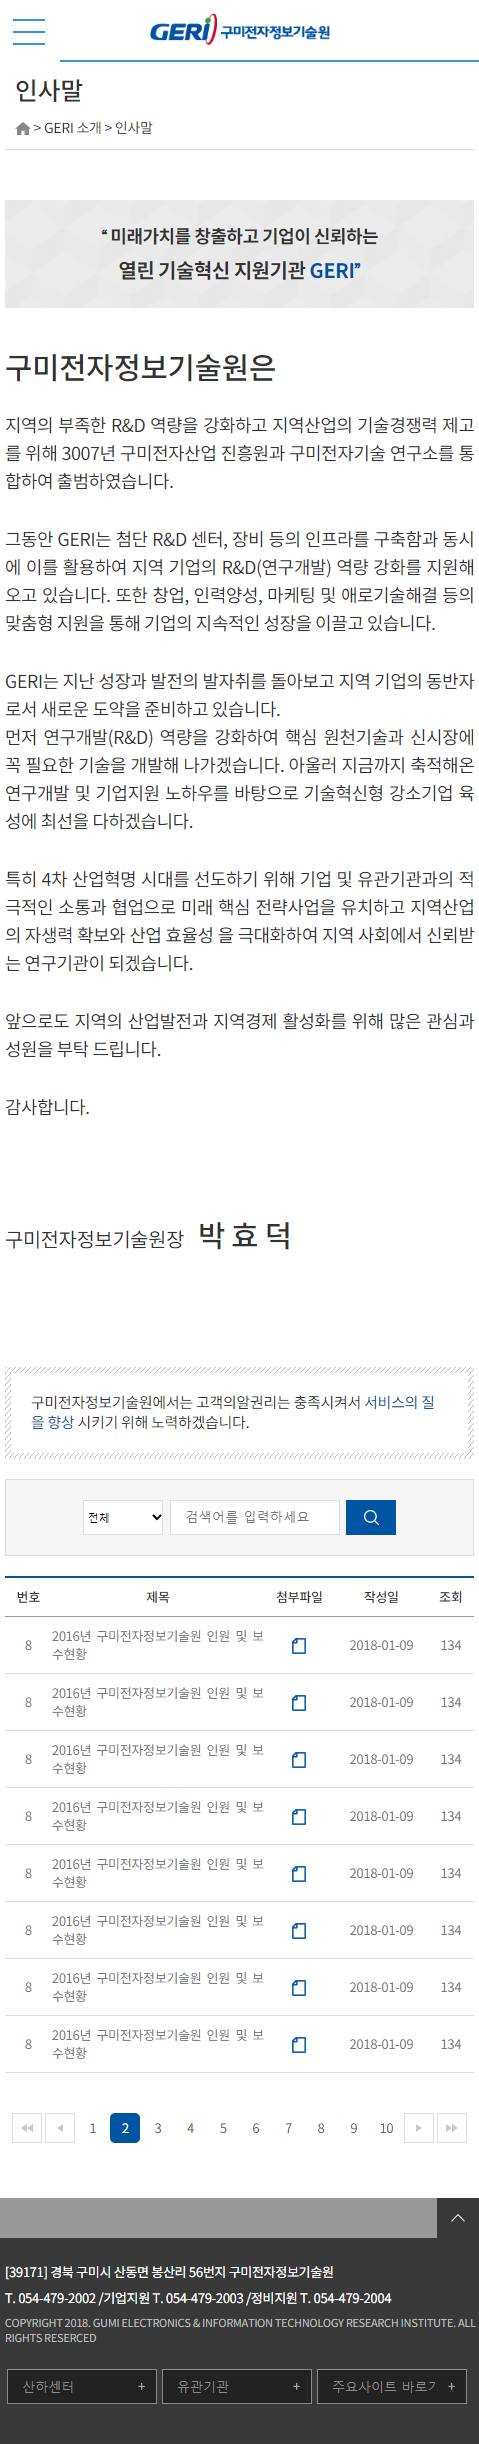 GERI 구미전자정보기술원
인사말
> GERI 소개 > 인사말
“ 미래가치를 창출하고 기업이 신뢰하는
열린 기술혁신 지원기관 GERI”
구미전자정보기술원은
지역의 부족한 R&D 역량을 강화하고 지역산업의 기술경쟁력 제고
를 위해 3007년 구미전자산업 진흥원과 구미전자기술 연구소를 통
합하여 출범하였습니다.
그동안 GERI는 첨단 R&D 센터, 장비 등의 인프라를 구축함과 동시
에 이를 활용하여 지역 기업의 R&D(연구개발) 역량 강화를 지원해
오고 있습니다. 또한 창업, 인력양성, 마케팅 및 애로기술해결 등의
맞춤형 지원을 통해 기업의 지속적인 성장을 이끌고 있습니다.
GERI는 지난 성장과 발전의 발자취를 돌아보고 지역 기업의 동반자
로서 새로운 도약을 준비하고 있습니다.
먼저 연구개발(R&D) 역량을 강화하여 핵심 원천기술과 신시장에
꼭 필요한 기술을 개발해 나가겠습니다. 아울러 지금까지 축적해온
연구개발 및 기업지원 노하우를 바탕으로 기술혁신형 강소기업 육
성에 최선을 다하겠습니다.
특히 4차 산업혁명 시대를 선도하기 위해 기업 및 유관기관과의 적
극적인 소통과 협업으로 미래 핵심 전략사업을 유치하고 지역산업
의 자생력 확보와 산업 효율성 을 극대화하여 지역 사회에서 신뢰받
는 연구기관이 되겠습니다.
앞으로도 지역의 산업발전과 지역경제 활성화를 위해 많은 관심과
성원을 부탁 드립니다.
감사합니다.
구미전자정보기술원장 박 효 덕
구미전자정보기술원에서는 고객의알권리는 충족시켜서 서비스의 질
을 향상 시키기 위해 노력하겠습니다.
전체 검색어를 입력하세요
번호 제목 첨부파일 작성일 조회
8 2016년 구미전자정보기술원 인원 및 보 2018-01-09 134
수현황
8 2016년 구미전자정보기술원 인원 및 보 2018-01-09 134
수현황
8 2016년 구미전자정보기술원 인원 및 보 2018-01-09 134
수현황
8 2016년 구미전자정보기술원 인원 및 보 2018-01-09 134
수현황
8 2016년 구미전자정보기술원 인원 및 보 2018-01-09 134
수현황
8 2016년 구미전자정보기술원 인원 및 보 2018-01-09 134
수현황
8 2016년 구미전자정보기술원 인원 및 보 2018-01-09 134
수현황
8 2016년 구미전자정보기술원 인원 및 보 2018-01-09 134
수현황
1 2 3 4 5 6 7 8 9 10
[39171] 경북 구미시 산동면 봉산리 56번지 구미전자정보기술원
T. 054-479-2002 /기업지원 T. 054-479-2003 /정비지원 T. 054-479-2004
COPYRIGHT 2018. GUMI ELECTRONICS & INFORMATION TECHNOLOGY RESEARCH INSTITUTE. ALL
RIGHTS RESERCED
산하센터 + 유관기관 + 주요사이트 바로가 +